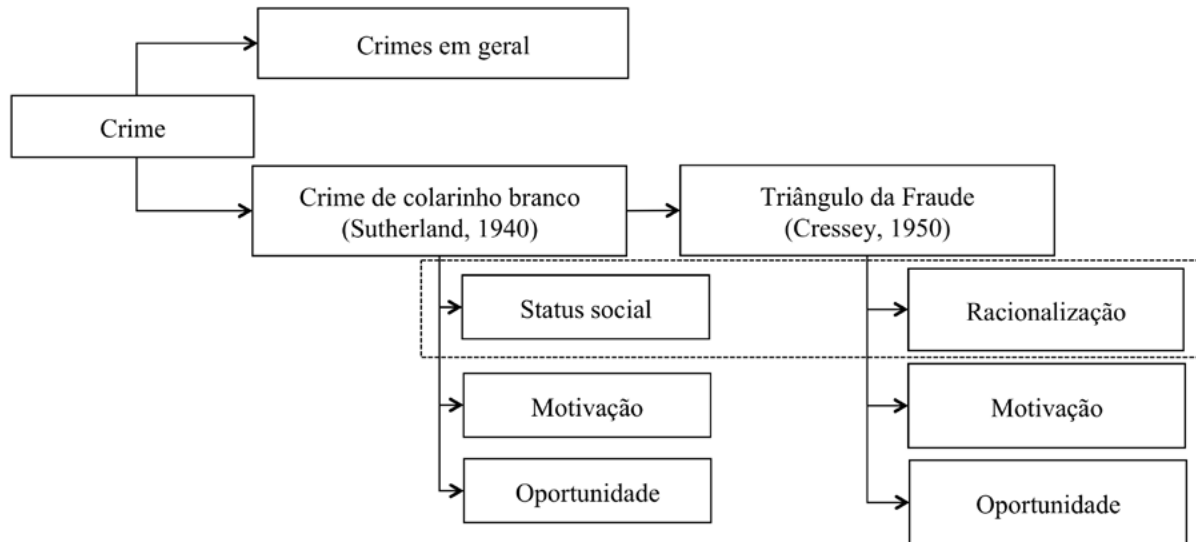 Crimes em geral
Crime
Crime de colarinho branco
(Sutherland, 1940)
Triângulo da Fraude
(Cressey, 1950)
Status social
Racionalização
Motivação
Motivação
Oportunidade
Oportunidade